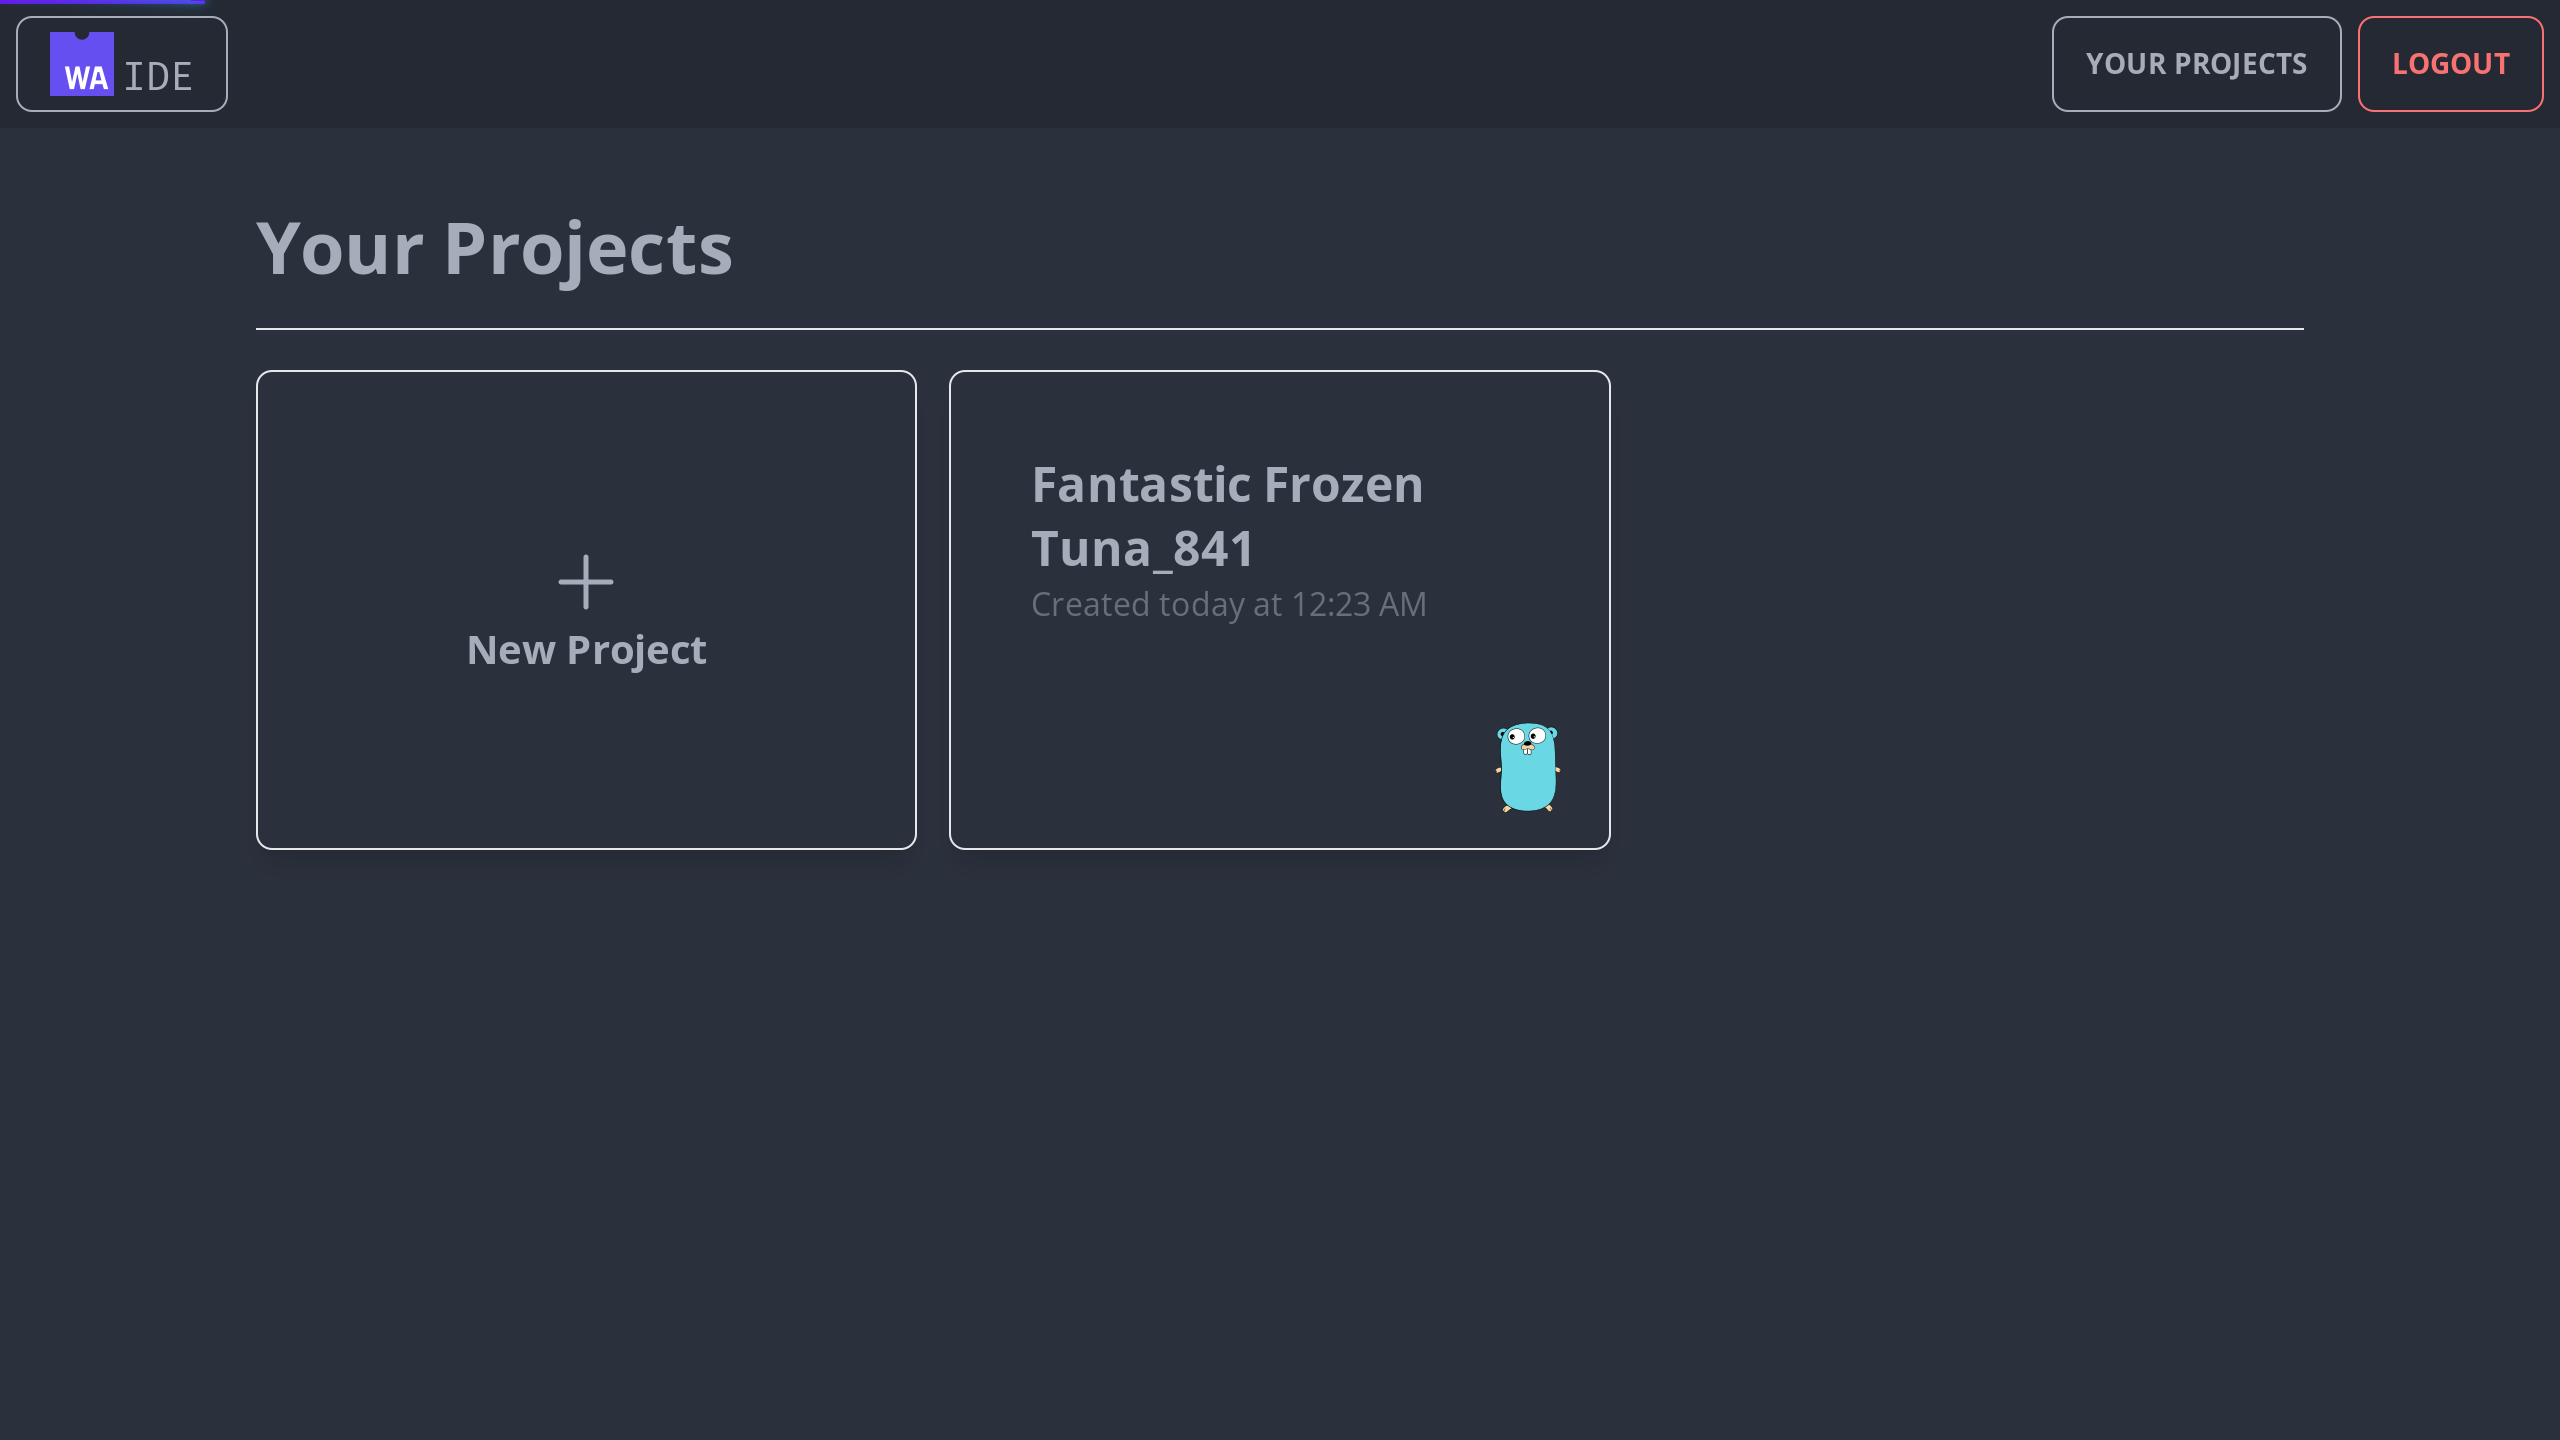 WA IDE
YOUR PROJECTS
LOGOUT
Your Projects
New Project
Fantastic Frozen
Tuna_841
Created today at 12:23 AM